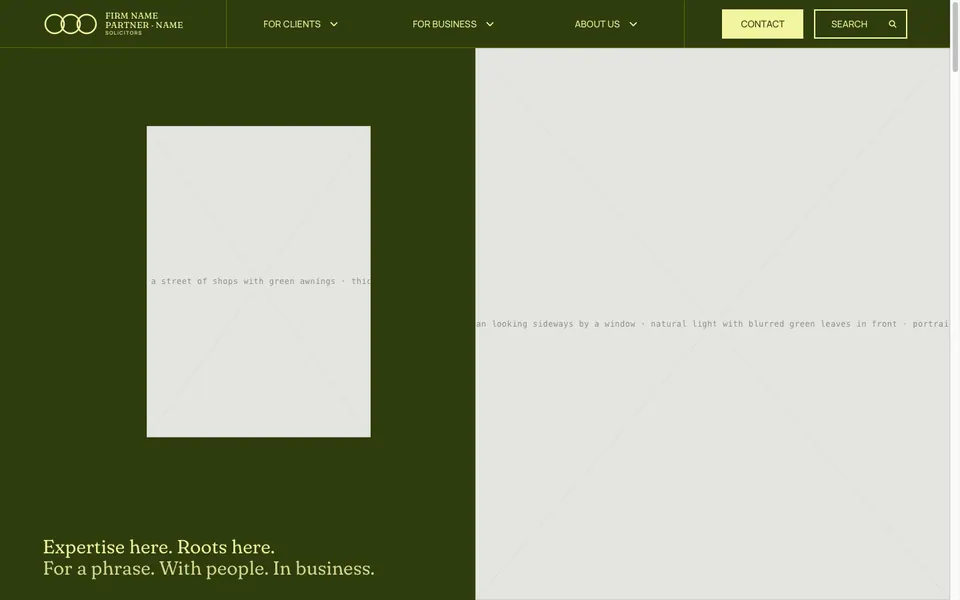 FIRM NAME
PARTNER · NAME
SOLICITORS
FOR CLIENTS
FOR BUSINESS
ABOUT US
CONTACT
SEARCH
a street of shops with green awnings · thic
an looking sideways by a window · natural light with blurred green leaves in front · portrai
Expertise here. Roots here.
For a phrase. With people. In business.